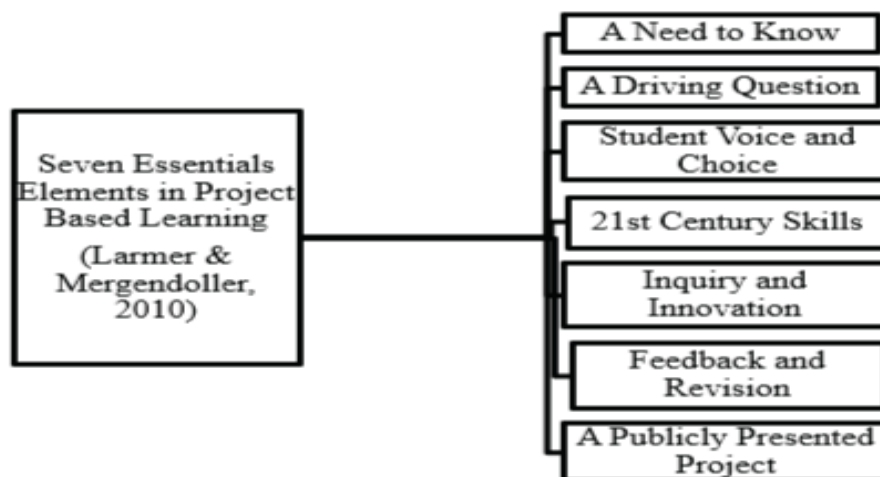 Seven Essentials
Elements in Project
Based Learning
(Larmer &
Mergendoller,
2010)
A Need to Know
A Driving Question
Student Voice and
Choice
21st Century Skills
Inquiry and
Innovation
Feedback and
Revision
A Publicly Presented
Project